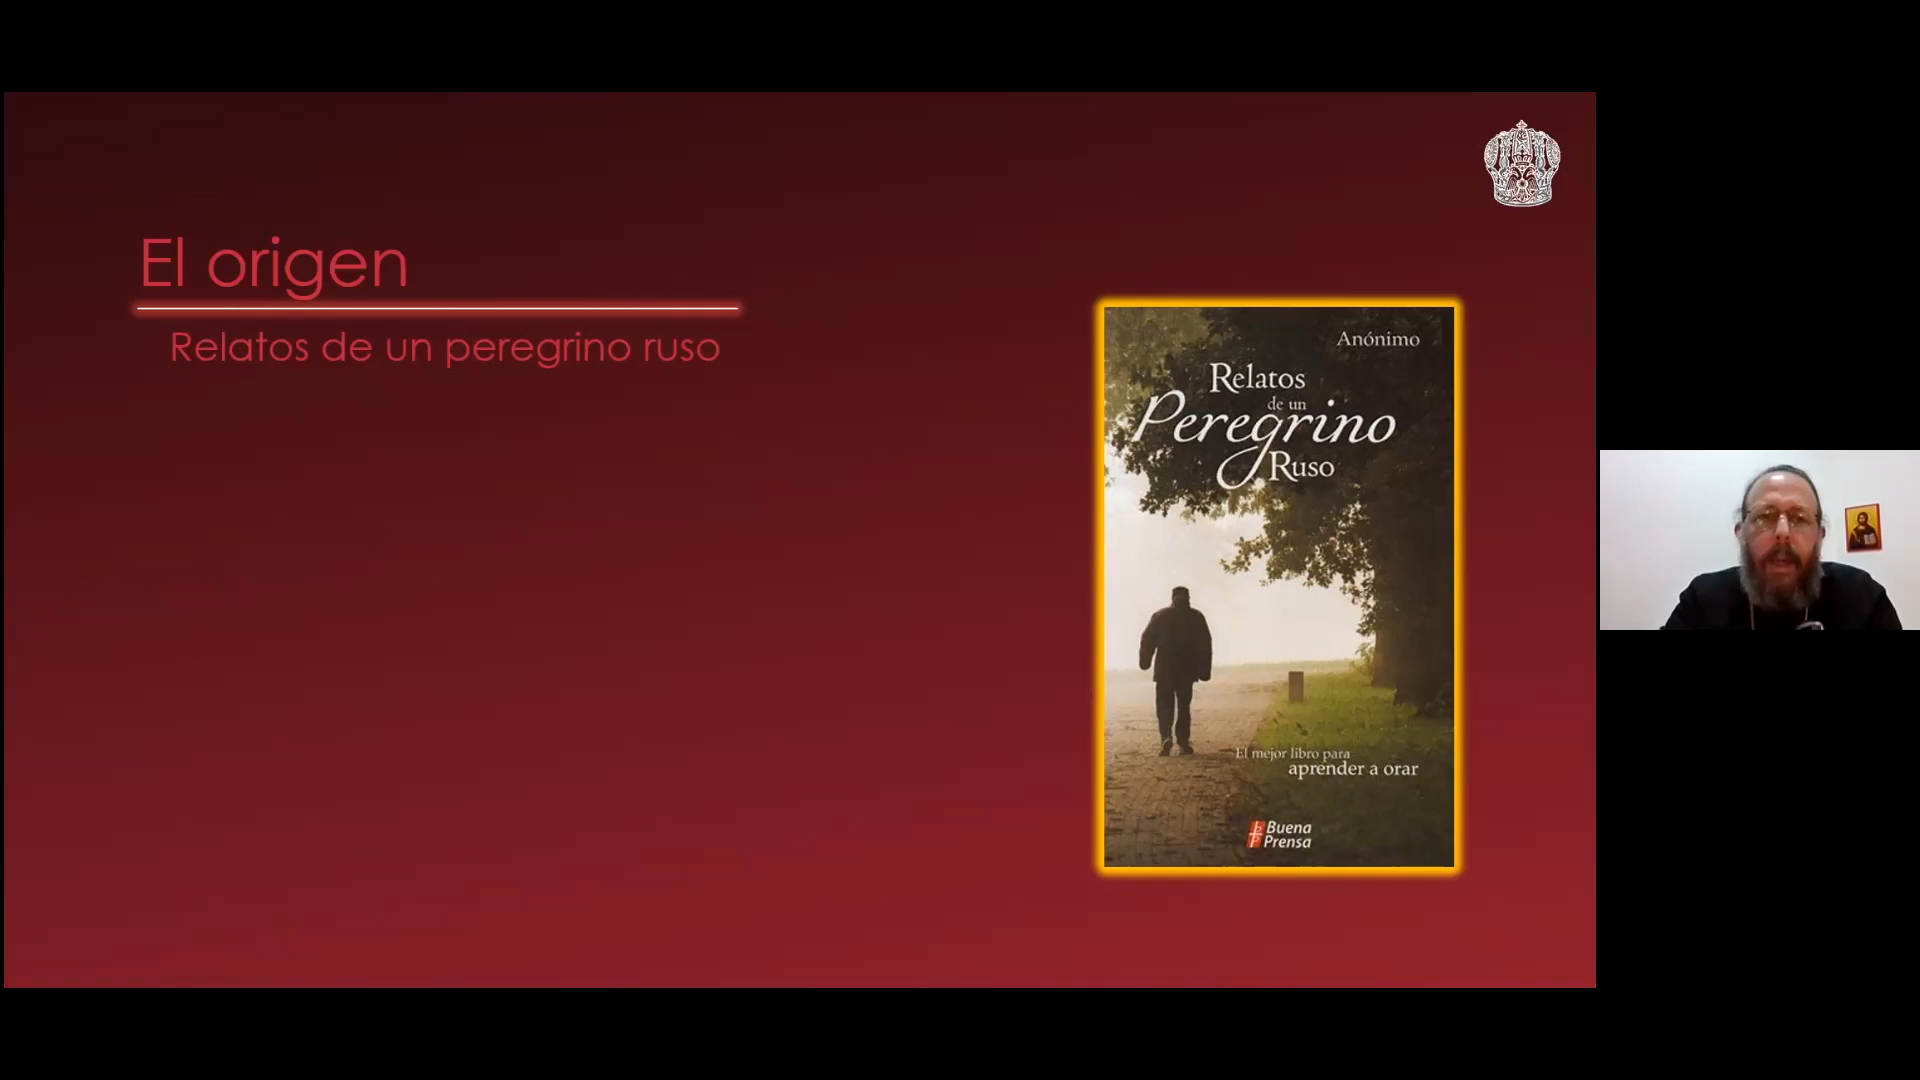 El origen
Relatos de un peregrino ruso
Anónimo
Relatos
de un
Peregrino
Ruso
El mejor libro para
aprender a orar
Buena
Prensa